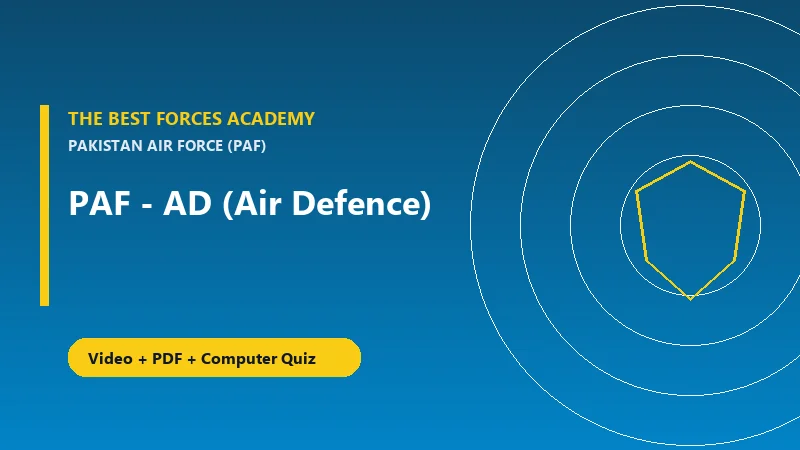 THE BEST FORCES ACADEMY
PAKISTAN AIR FORCE (PAF)
PAF - AD (Air Defence)
Video + PDF + Computer Quiz